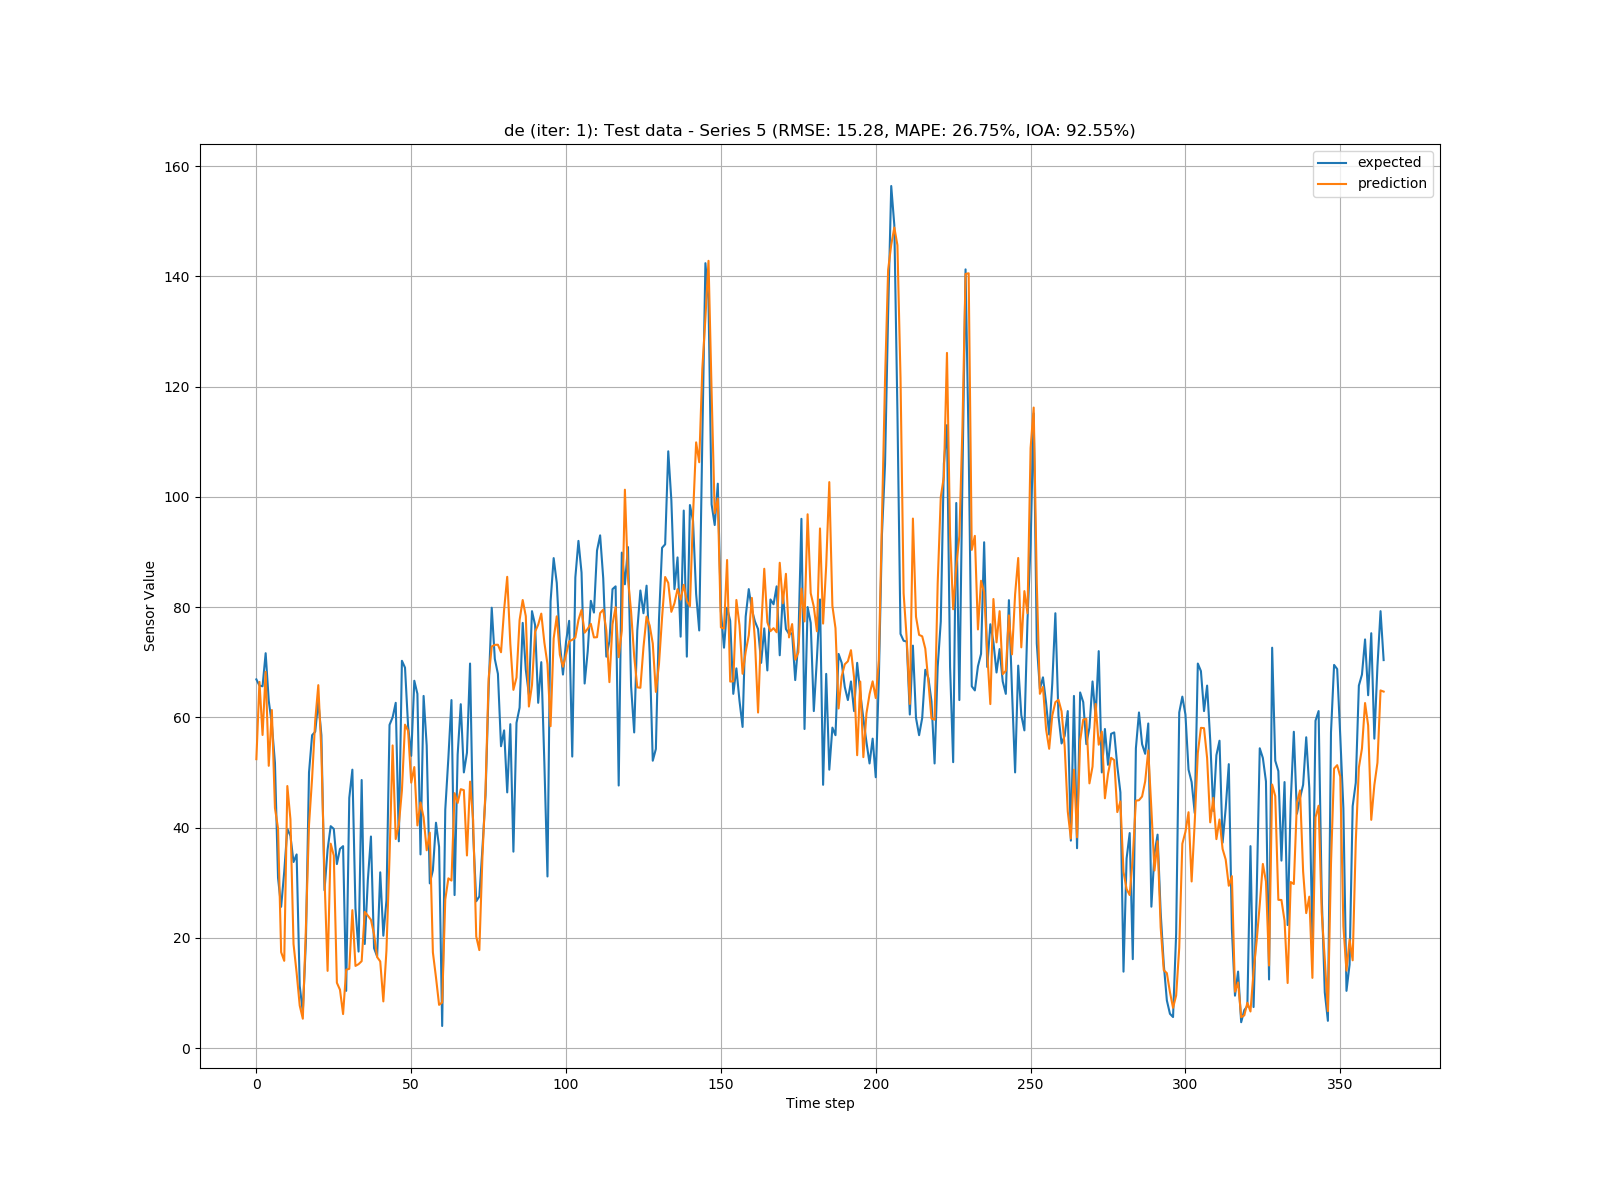 de (iter: 1): Test data - Series 5 (RMSE: 15.28, MAPE: 26.75%, IOA: 92.55%)
expected
prediction
160
140
120
100
80
60
40
20
0
Sensor Value
0 50 100 150 200 250 300 350
Time step